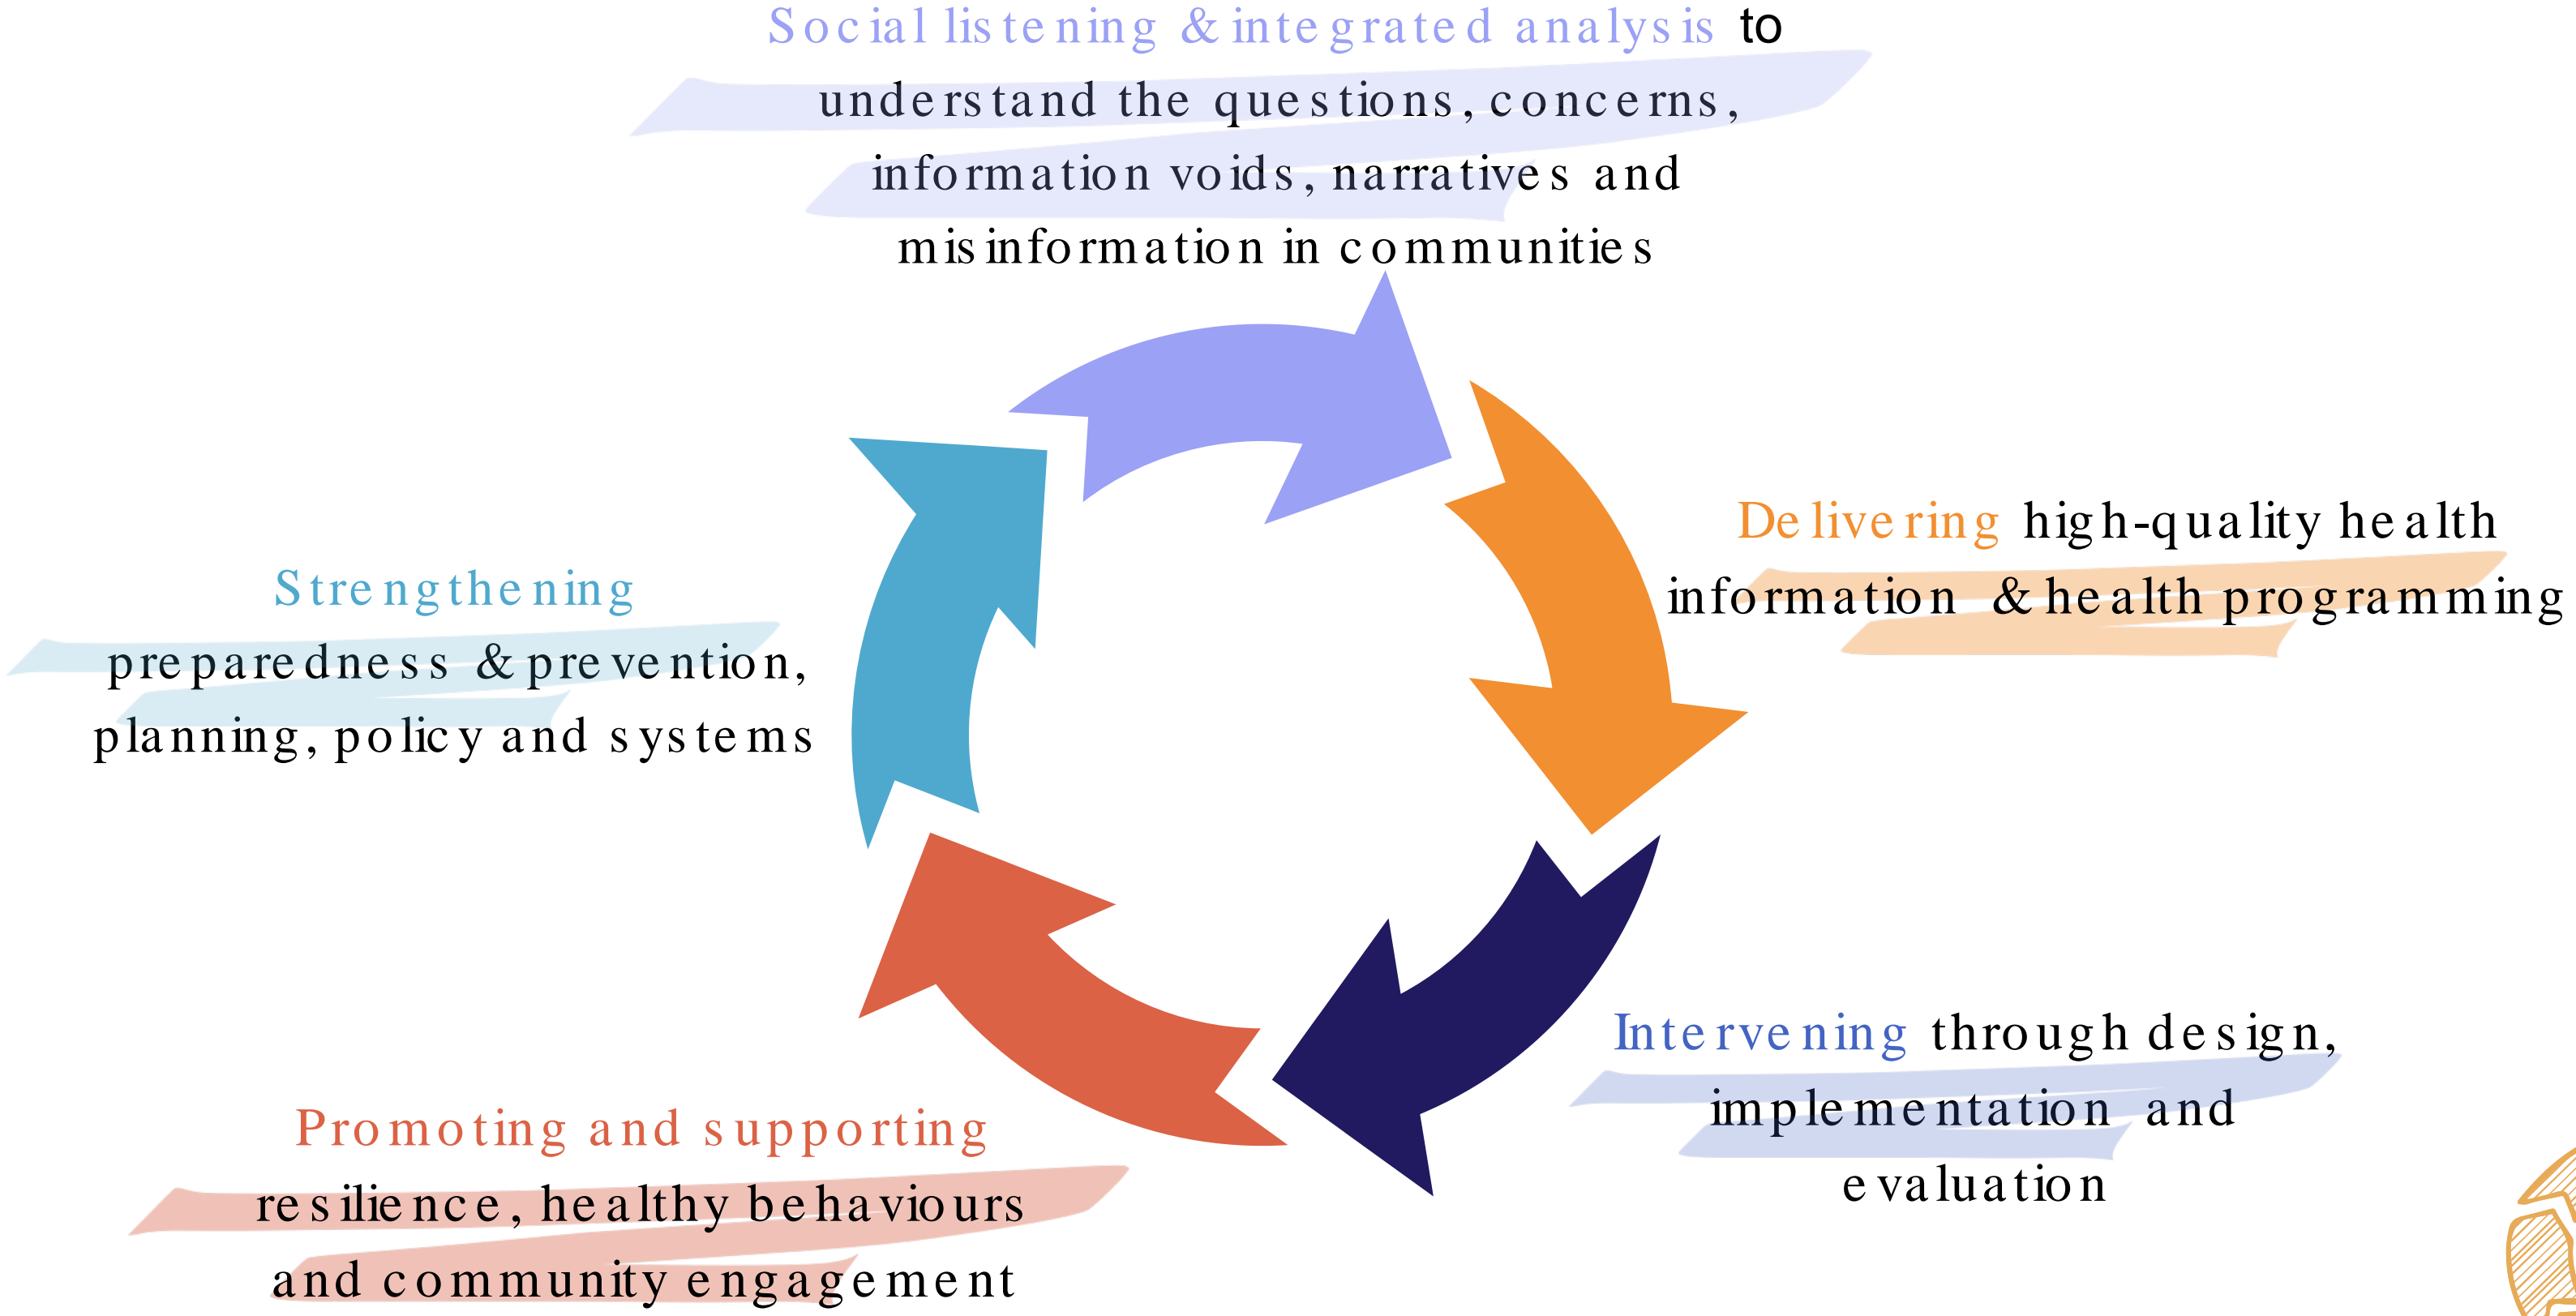 Social listening & integrated analysis to
understand the questions, concerns,
information voids, narratives and
misinformation in communities
Delivering high-quality health
information & health programming
Intervening through design,
implementation and
evaluation
Promoting and supporting
resilience, healthy behaviours
and community engagement
Strengthening
preparedness & prevention,
planning, policy and systems